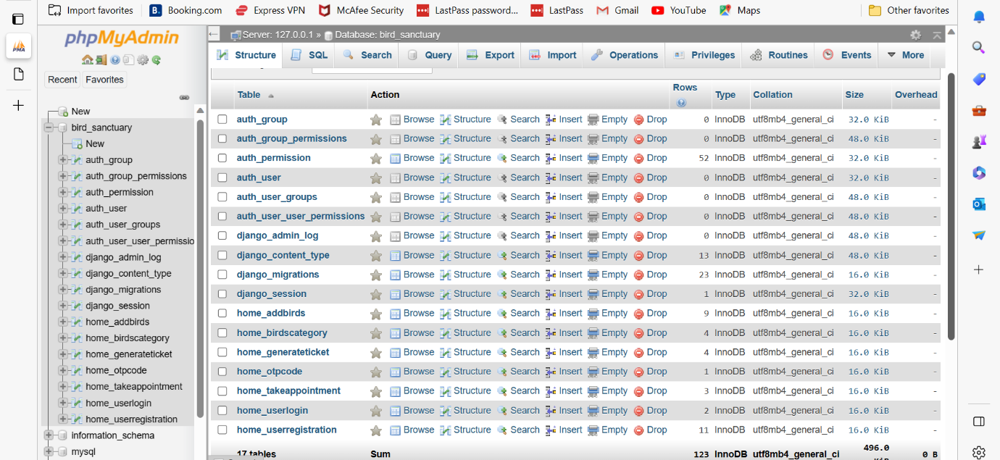 Import favorites B. Booking.com Express VPN McAfee Security LastPass password... LastPass Gmail YouTube Maps Other favorites
PMA
phpMyAdmin
Recent Favorites
New
bird_sanctuary
New
auth_group
auth_group_permissions
auth_permission
auth_user
auth_user_groups
auth_user_user_permissio
django_admin_log
django_content_type
django_migrations
django_session
home_addbirds
home_birdscategory
home_generateticket
home_otpcode
home_takeappointment
home_userlogin
home_userregistration
information_schema
mysql
Server: 127.0.0.1 » Database: bird_sanctuary
Structure SQL Search Query Export Import Operations Privileges Routines Events More
Table Action Rows Type Collation Size Overhead
auth_group Browse Structure Search Insert Empty Drop 0 InnoDB utf8mb4_general_ci 32.0 KiB -
auth_group_permissions Browse Structure Search Insert Empty Drop 0 InnoDB utf8mb4_general_ci 48.0 KiB -
auth_permission Browse Structure Search Insert Empty Drop 52 InnoDB utf8mb4_general_ci 32.0 KiB -
auth_user Browse Structure Search Insert Empty Drop 0 InnoDB utf8mb4_general_ci 32.0 KiB -
auth_user_groups Browse Structure Search Insert Empty Drop 0 InnoDB utf8mb4_general_ci 48.0 KiB -
auth_user_user_permissions Browse Structure Search Insert Empty Drop 0 InnoDB utf8mb4_general_ci 48.0 KiB -
django_admin_log Browse Structure Search Insert Empty Drop 0 InnoDB utf8mb4_general_ci 48.0 KiB -
django_content_type Browse Structure Search Insert Empty Drop 13 InnoDB utf8mb4_general_ci 48.0 KiB -
django_migrations Browse Structure Search Insert Empty Drop 23 InnoDB utf8mb4_general_ci 16.0 KiB -
django_session Browse Structure Search Insert Empty Drop 1 InnoDB utf8mb4_general_ci 32.0 KiB -
home_addbirds Browse Structure Search Insert Empty Drop 9 InnoDB utf8mb4_general_ci 16.0 KiB -
home_birdscategory Browse Structure Search Insert Empty Drop 4 InnoDB utf8mb4_general_ci 16.0 KiB -
home_generateticket Browse Structure Search Insert Empty Drop 4 InnoDB utf8mb4_general_ci 16.0 KiB -
home_otpcode Browse Structure Search Insert Empty Drop 1 InnoDB utf8mb4_general_ci 16.0 KiB -
home_takeappointment Browse Structure Search Insert Empty Drop 3 InnoDB utf8mb4_general_ci 16.0 KiB -
home_userlogin Browse Structure Search Insert Empty Drop 2 InnoDB utf8mb4_general_ci 16.0 KiB -
home_userregistration Browse Structure Search Insert Empty Drop 11 InnoDB utf8mb4_general_ci 16.0 KiB -
17 tables Sum 123 InnoDB utf8mb4_general_ci 496.0 0 B